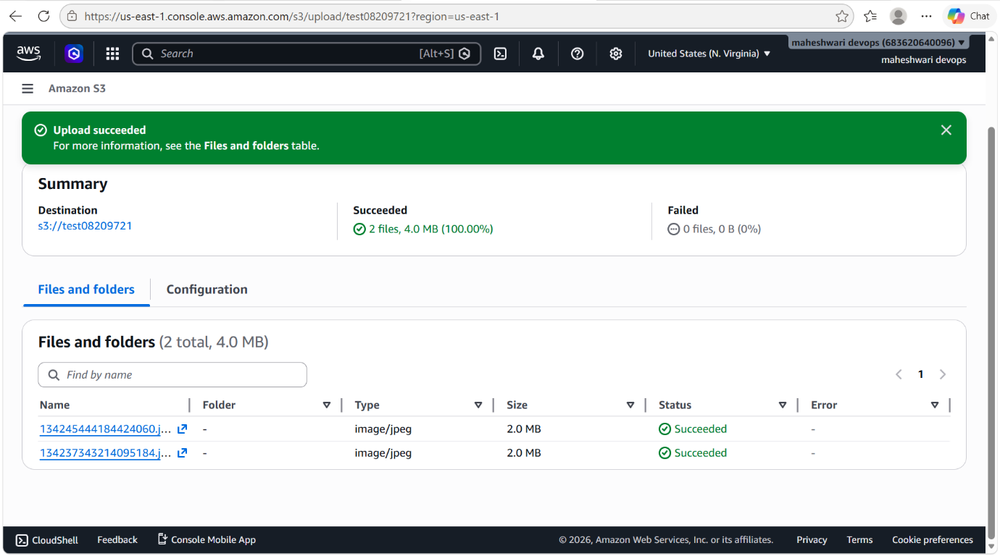 https://us-east-1.console.aws.amazon.com/s3/upload/test08209721?region=us-east-1
Chat
aws
Search
[Alt+S]
United States (N. Virginia)
maheshwari devops (683620640096)
maheshwari devops
Amazon S3
Upload succeeded
For more information, see the Files and folders table.
Summary
Destination
s3://test08209721
Succeeded
2 files, 4.0 MB (100.00%)
Failed
0 files, 0 B (0%)
Files and folders
Configuration
Files and folders (2 total, 4.0 MB)
Find by name
1
Name Folder Type Size Status Error
134245444184424060.j... - image/jpeg 2.0 MB Succeeded -
134237343214095184.j... - image/jpeg 2.0 MB Succeeded -
CloudShell Feedback Console Mobile App © 2026, Amazon Web Services, Inc. or its affiliates. Privacy Terms Cookie preferences